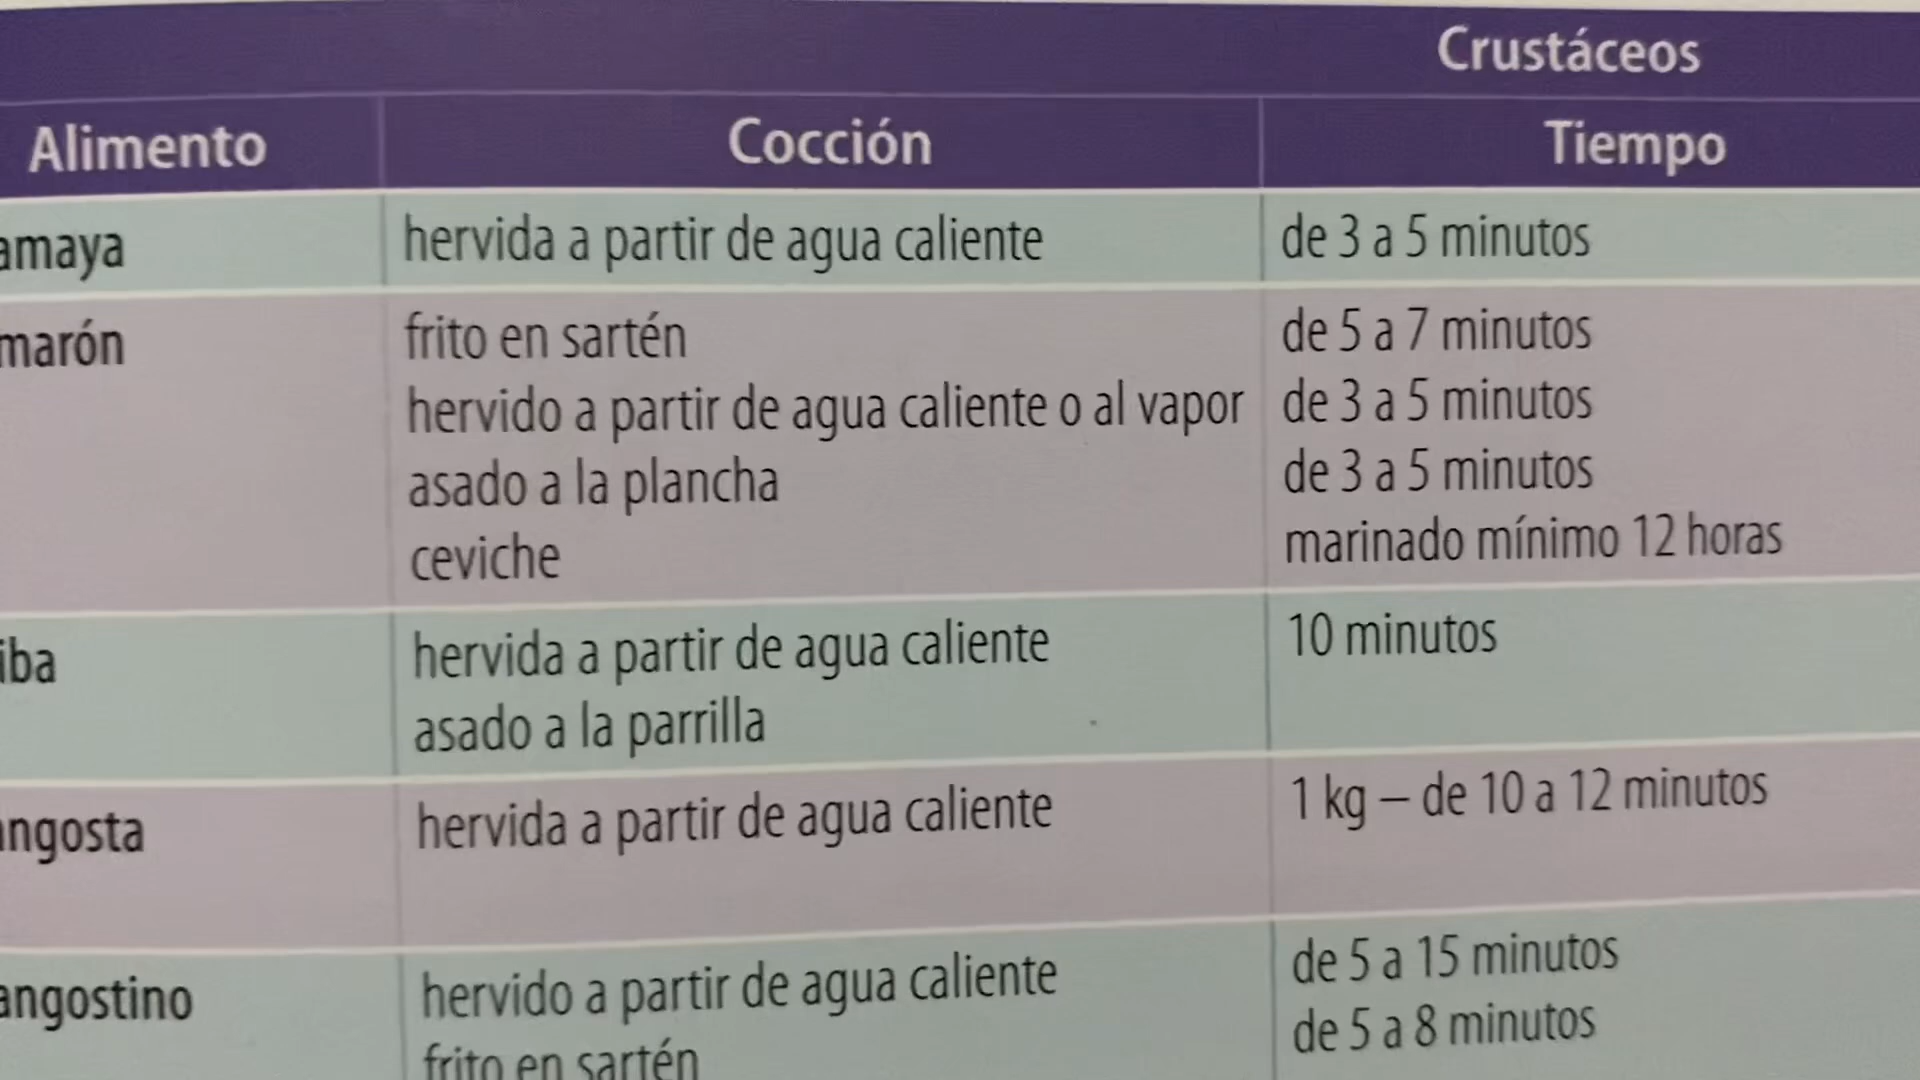 Crustáceos
Alimento Cocción Tiempo
amaya hervida a partir de agua caliente de 3 a 5 minutos
marón frito en sartén de 5 a 7 minutos
hervido a partir de agua caliente o al vapor de 3 a 5 minutos
asado a la plancha de 3 a 5 minutos
ceviche marinado mínimo 12 horas
iba hervida a partir de agua caliente 10 minutos
asado a la parrilla
angosta hervida a partir de agua caliente 1 kg – de 10 a 12 minutos
angostino hervido a partir de agua caliente de 5 a 15 minutos
frito en sartén de 5 a 8 minutos